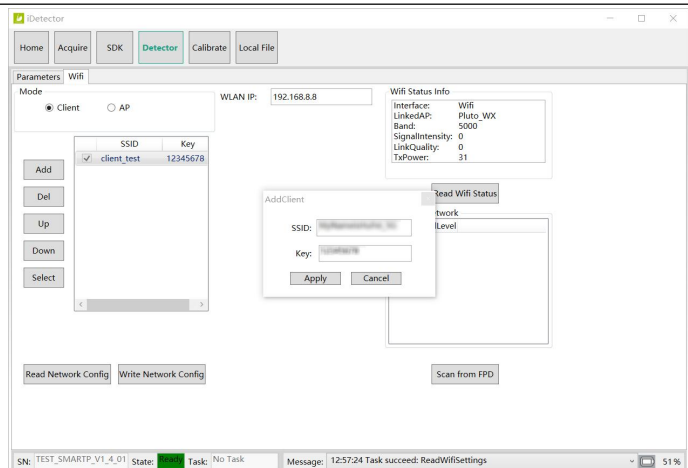 iDetector
Home Acquire SDK Detector Calibrate Local File
Parameters Wifi
Mode
Client AP
WLAN IP: 192.168.8.8
Wifi Status Info
Interface: Wifi
LinkedAP: Pluto_WX
Band: 5000
SignalIntensity: 0
LinkQuality: 0
TxPower: 31
SSID Key
client_test 12345678
Add
Del
Up
Down
Select
Read Wifi Status
AddClient
SSID:
Key:
Apply Cancel
Read Network Config Write Network Config
Scan from FPD
SN: TEST_SMARTP_V1_4_01 State: Ready Task: No Task Message: 12:57:24 Task succeed: ReadWifiSettings 51%